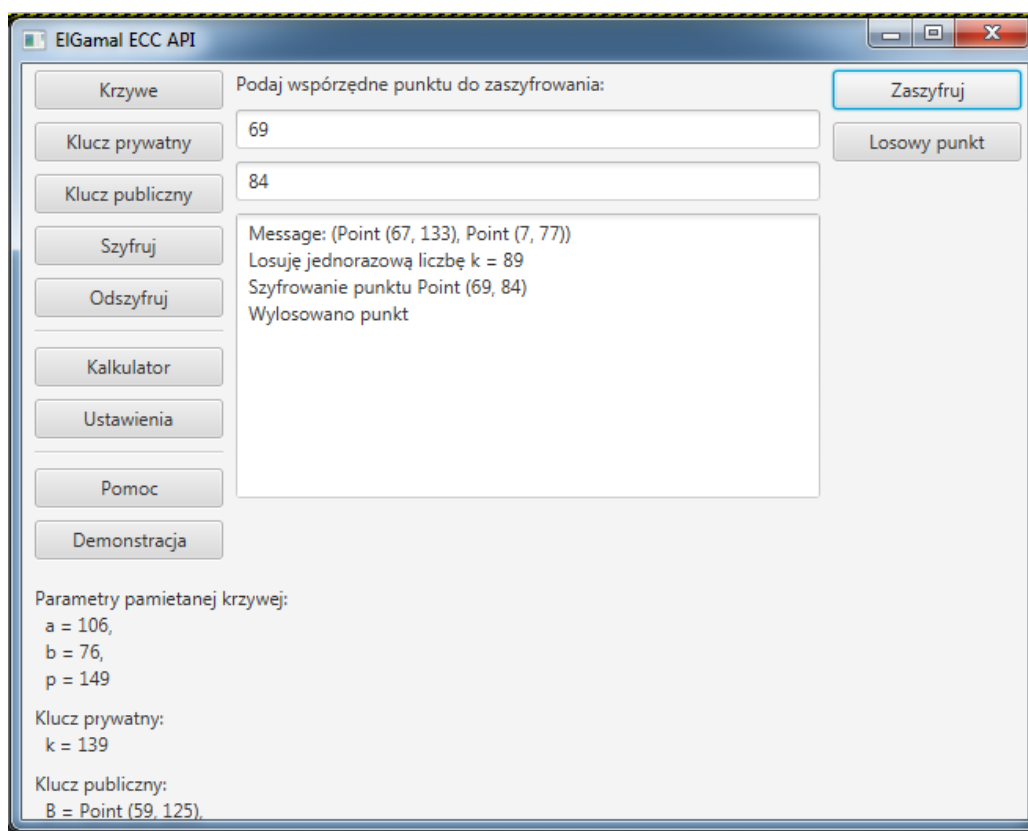 ElGamal ECC API
Krzywe
Klucz prywatny
Klucz publiczny
Szyfruj
Odszyfruj
Kalkulator
Ustawienia
Pomoc
Demonstracja
Podaj wspórzędne punktu do zaszyfrowania:
69
84
Message: (Point (67, 133), Point (7, 77))
Losuję jednorazową liczbę k = 89
Szyfrowanie punktu Point (69, 84)
Wylosowano punkt
Zaszyfruj
Losowy punkt
Parametry pamietanej krzywej:
a = 106,
b = 76,
p = 149
Klucz prywatny:
k = 139
Klucz publiczny:
B = Point (59, 125),